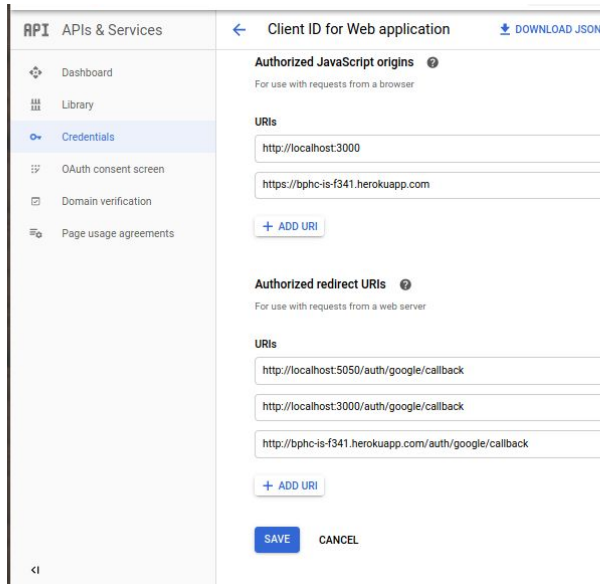 API APIs & Services
Client ID for Web application
DOWNLOAD JSON
Dashboard
Library
Credentials
OAuth consent screen
Domain verification
Page usage agreements
Authorized JavaScript origins
For use with requests from a browser
URIs
http://localhost:3000
https://bphc-is-f341.herokuapp.com
+ ADD URI
Authorized redirect URIs
For use with requests from a web server
URIs
http://localhost:5050/auth/google/callback
http://localhost:3000/auth/google/callback
http://bphc-is-f341.herokuapp.com/auth/google/callback
+ ADD URI
SAVE CANCEL